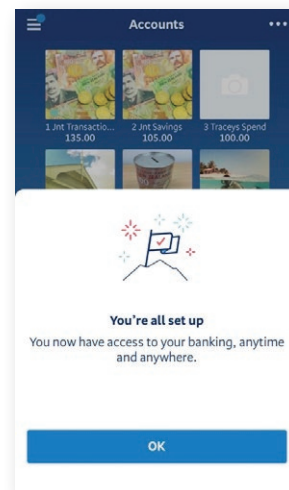 Accounts
1 Jnt Transactio... 2 Jnt Savings 3 Traceys Spend
135.00 105.00 100.00
You're all set up
You now have access to your banking, anytime
and anywhere.
OK